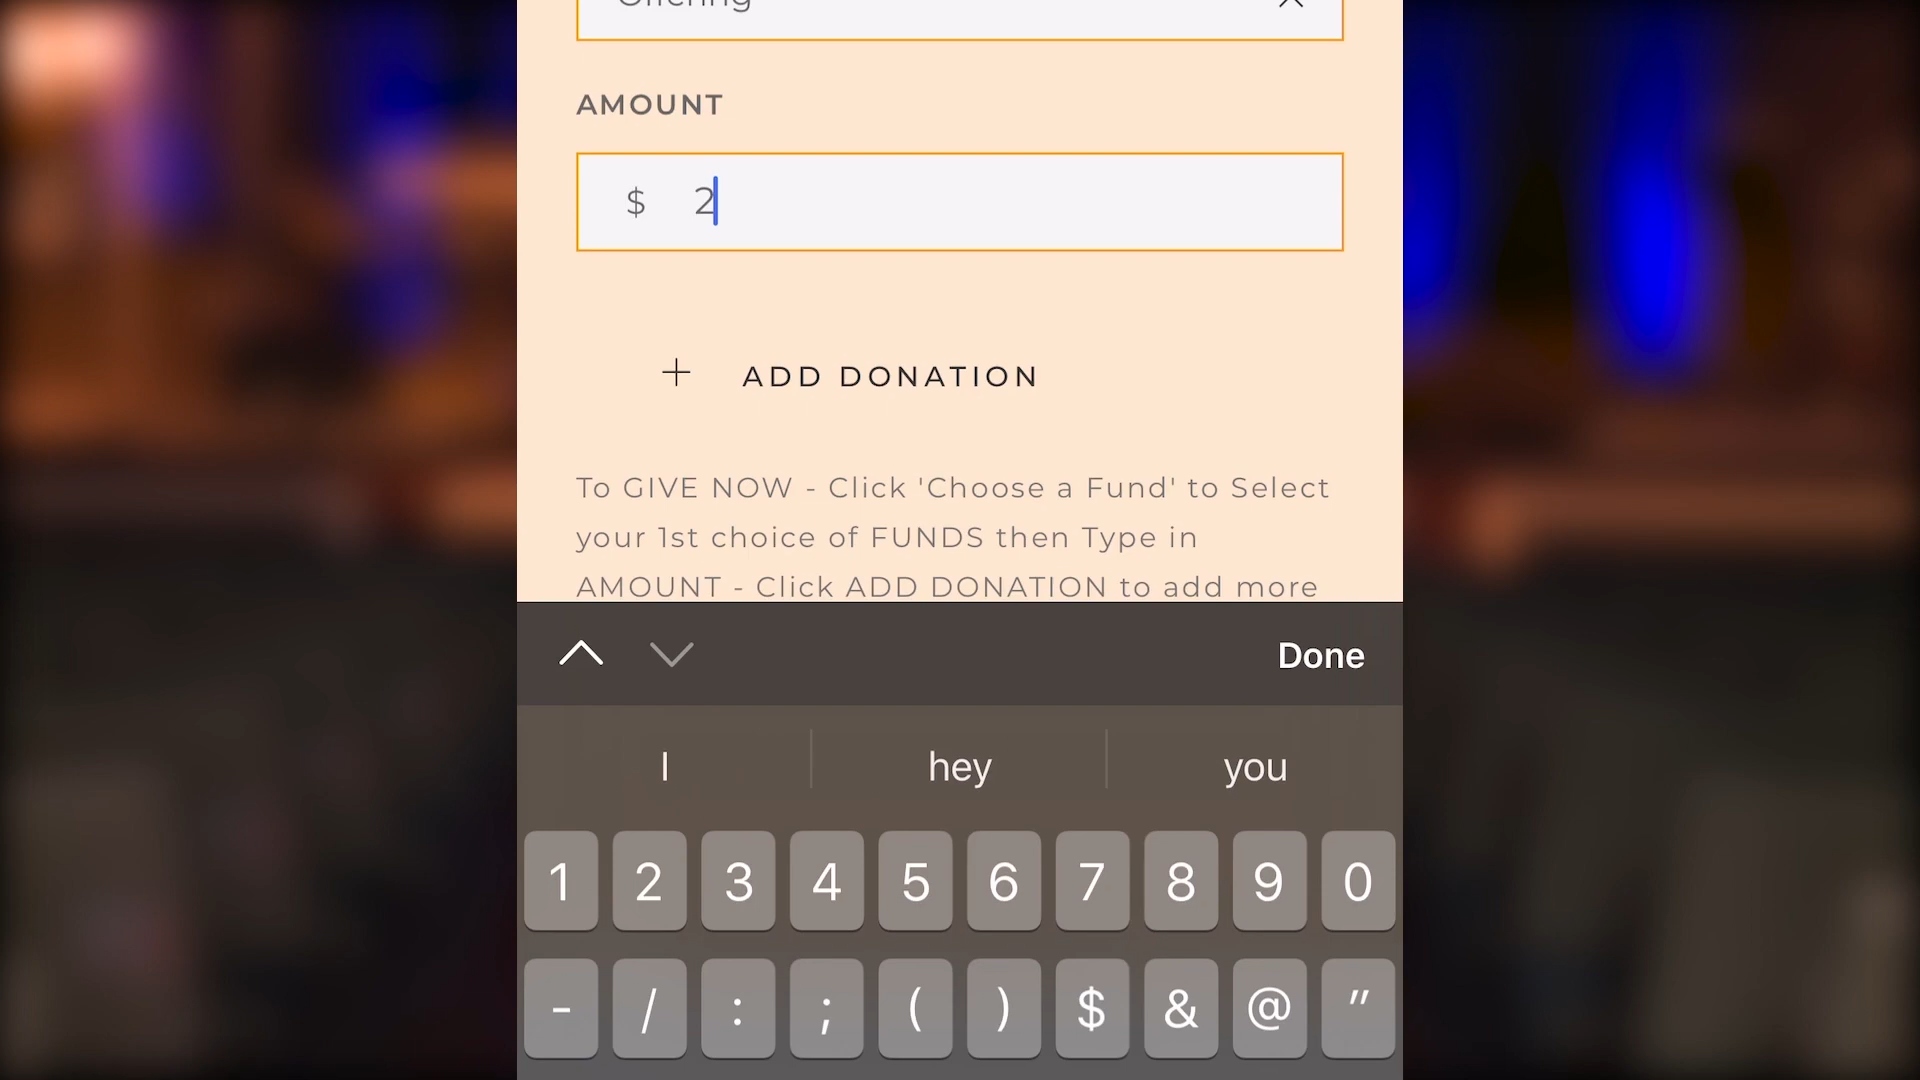 Offering
AMOUNT
$ 2
+ ADD DONATION
To GIVE NOW - Click 'Choose a Fund' to Select
your 1st choice of FUNDS then Type in
AMOUNT - Click ADD DONATION to add more
Done
I hey you
1 2 3 4 5 6 7 8 9 0
- / : ; ( ) $ & @ "